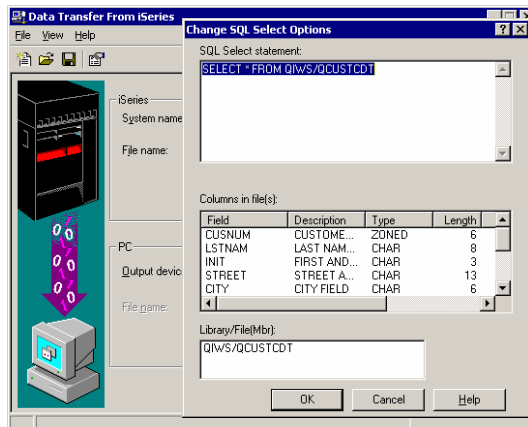 Data Transfer From iSeries
File View Help
iSeries
System name
File name:
PC
Output devic
File name:
Change SQL Select Options
SQL Select statement:
SELECT * FROM QIWS/QCUSTCDT
Columns in file(s):
Field Description Type Length
CUSNUM CUSTOME... ZONED 6
LSTNAM LAST NAM... CHAR 8
INIT FIRST AND... CHAR 3
STREET STREET A... CHAR 13
CITY CITY FIELD CHAR 6
Library/File(Mbr):
QIWS/QCUSTCDT
OK Cancel Help